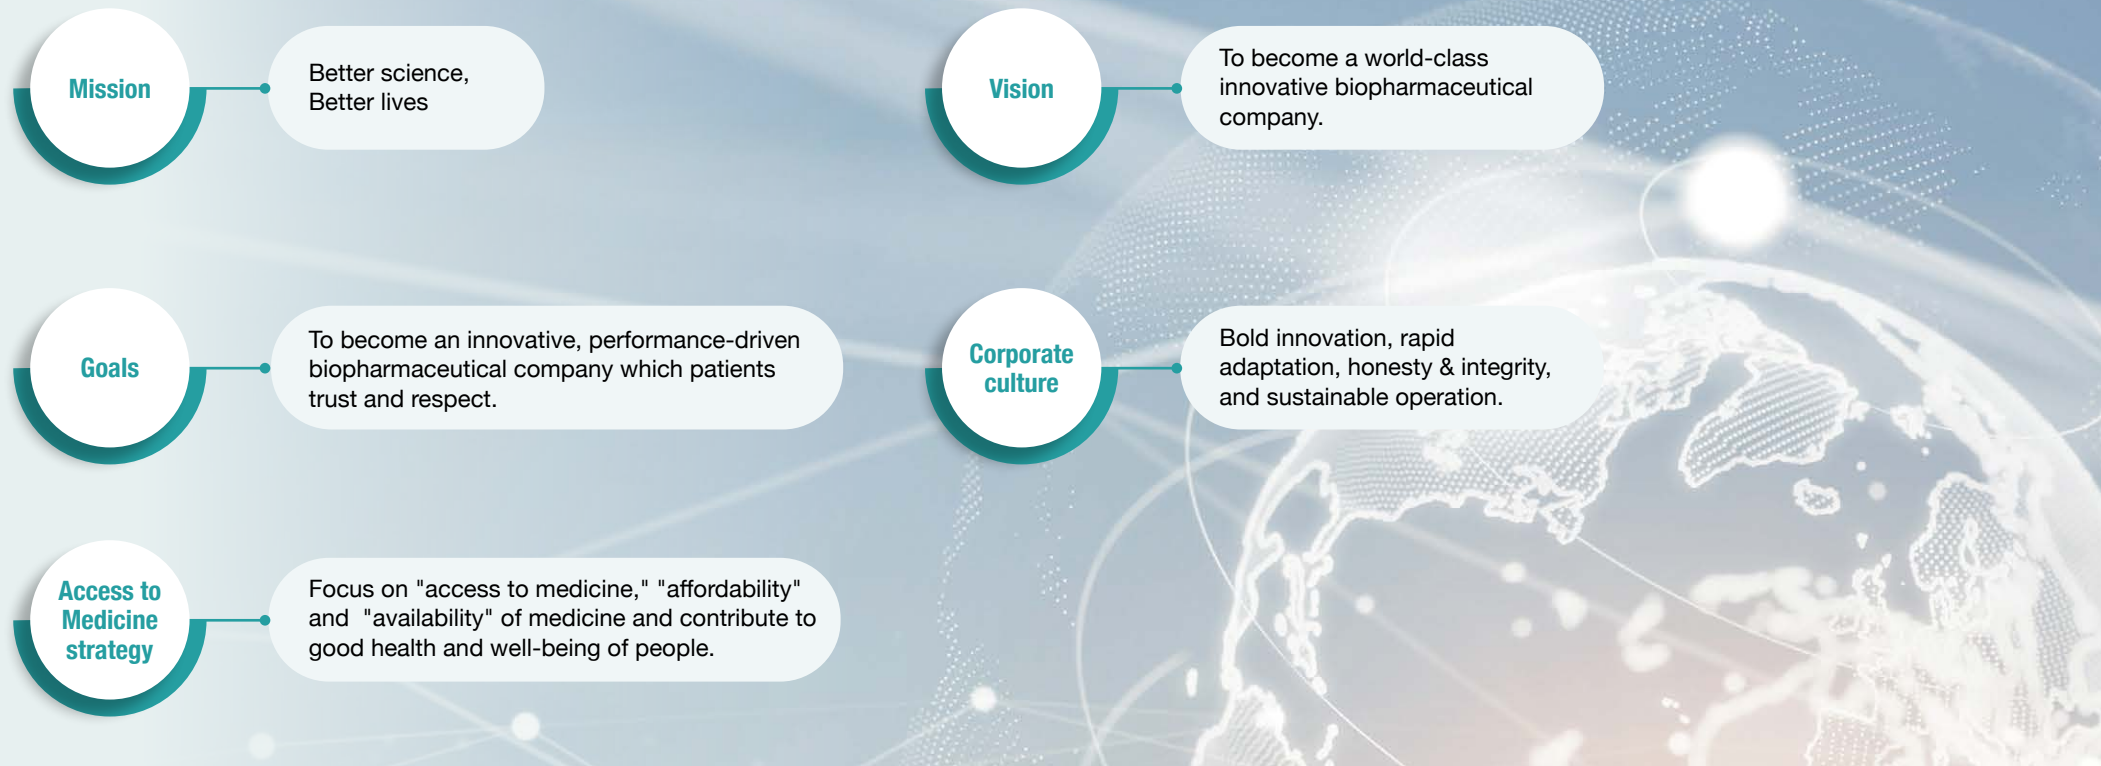 Mission
Better science,
Better lives
Vision
To become a world-class
innovative biopharmaceutical
company.
Goals
To become an innovative, performance-driven
biopharmaceutical company which patients
trust and respect.
Corporate
culture
Bold innovation, rapid
adaptation, honesty & integrity,
and sustainable operation.
Access to
Medicine
strategy
Focus on "access to medicine," "affordability"
and  "availability" of medicine and contribute to
good health and well-being of people.